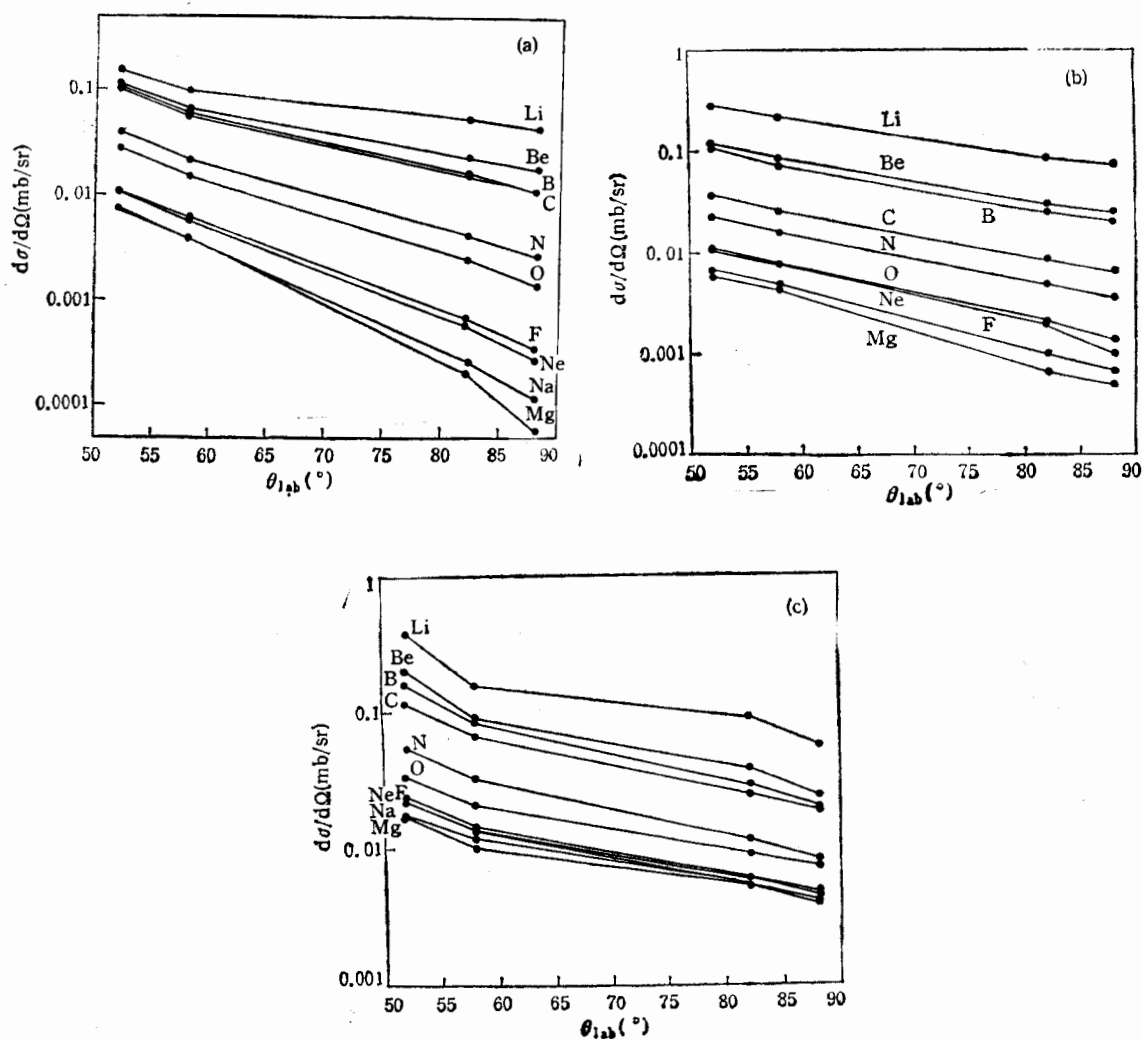 (a)
dσ/dΩ(mb/sr)
0.1
0.01
0.001
0.0001
Li
Be
B
C
N
O
F
Ne
Na
Mg
50 55 60 65 70 75 80 85 90
θlab(°)
(b)
dσ/dΩ(mb/sr)
1
0.1
0.01
0.001
0.0001
Li
Be
B
C
N
O
Ne
F
Mg
50 55 60 65 70 75 80 85 90
θlab(°)
(c)
dσ/dΩ(mb/sr)
1
0.1
0.01
0.001
Li
Be
B
C
N
O
NeF
Na
Mg
50 55 60 65 70 75 80 85 90
θlab(°)